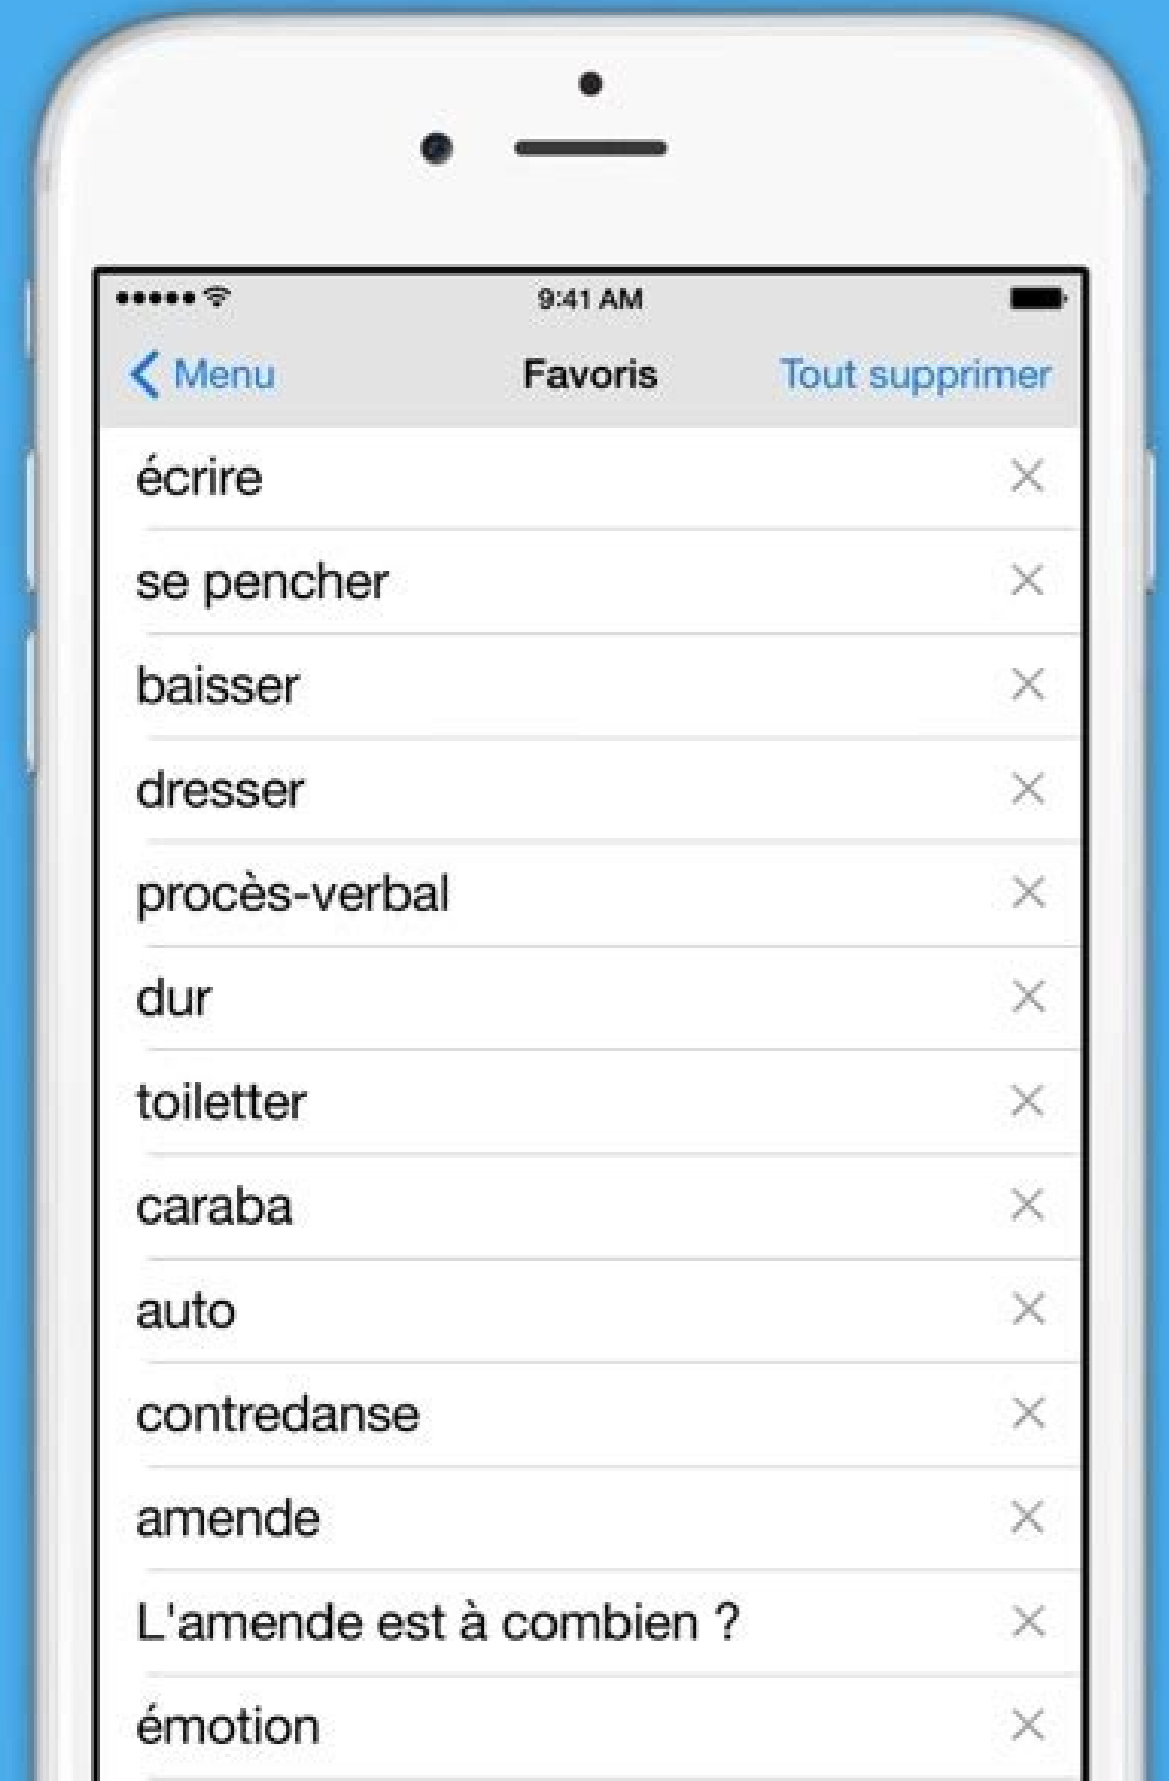 9:41 AM
Menu Favoris Tout supprimer
écrire
se pencher
baisser
dresser
procès-verbal
dur
toiletter
caraba
auto
contredanse
amende
L'amende est à combien ?
émotion